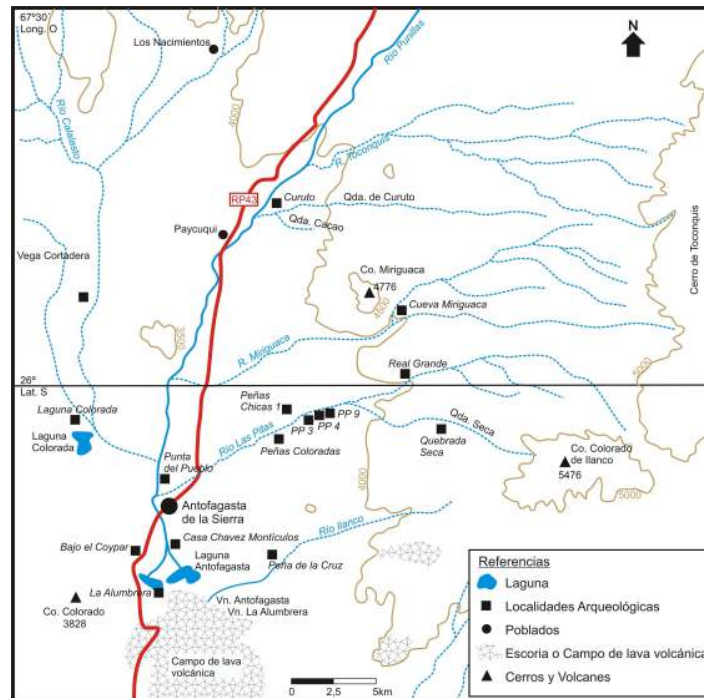 67°30'
Long. O
Los Nacimientos
N
Río Punillas
Río Calalasto
4000
R. Toconquis
RP43
Curuto
Qda. de Curuto
Qda. Cacao
Paycuqui
Cerro de Toconquis
Vega Cortadera
Co. Miriguaca
4776
4500
Cueva Miriguaca
3500
R. Miriguaca
5000
Real Grande
26°
Lat. S
Peñas
Chicas 1
Laguna Colorada
PP 9
PP 4
PP 3
Qda. Seca
Laguna
Colorada
Río Las Pitas
Peñas Coloradas
Quebrada
Seca
Co. Colorado
de Ilanco
5476
5000
Punta
del Pueblo
4000
Antofagasta
de la Sierra
Río Ilanco
Casa Chavez Montículos
Bajo el Coypar
Laguna
Antofagasta
Peña de la Cruz
La Alumbrera
Vn. Antofagasta
Vn. La Alumbrera
Co. Colorado
3828
Campo de lava
volcánica
0 2,5 5km
Referencias
Laguna
Localidades Arqueológicas
Poblados
Escoria o Campo de lava volcánica
Cerros y Volcanes